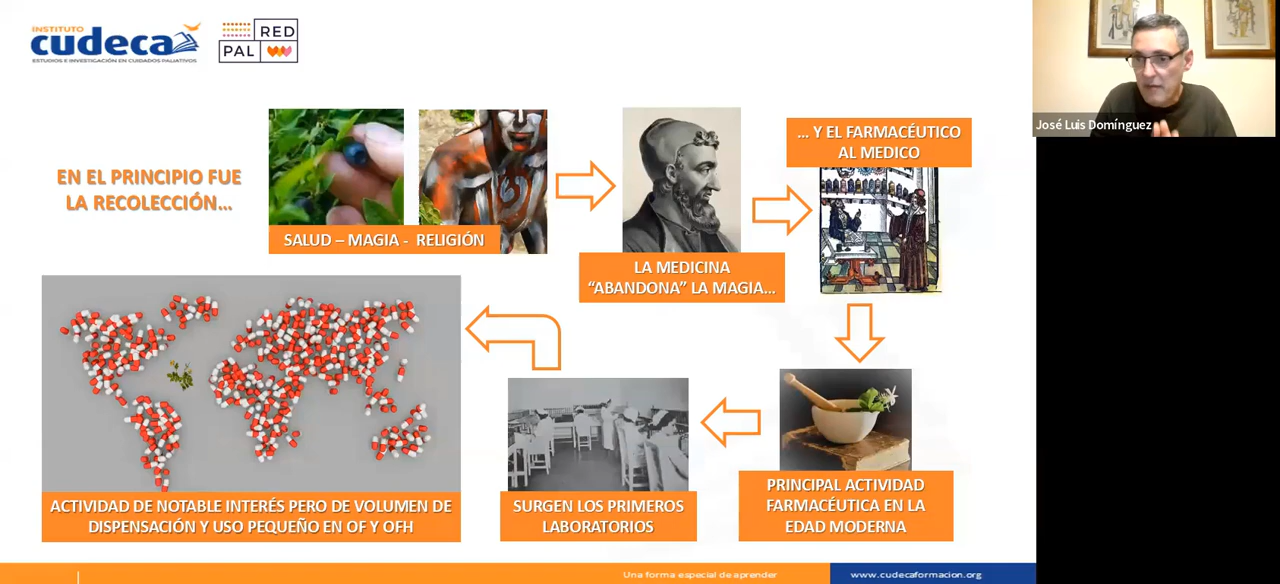 INSTITUTO
cudeca
ESTUDIOS E INVESTIGACIÓN EN CUIDADOS PALIATIVOS
RED
PAL
José Luis Domínguez
EN EL PRINCIPIO FUE
LA RECOLECCIÓN...
SALUD – MAGIA - RELIGIÓN
LA MEDICINA
“ABANDONA” LA MAGIA...
... Y EL FARMACÉUTICO
AL MEDICO
PRINCIPAL ACTIVIDAD
FARMACÉUTICA EN LA
EDAD MODERNA
SURGEN LOS PRIMEROS
LABORATORIOS
ACTIVIDAD DE NOTABLE INTERÉS PERO DE VOLUMEN DE
DISPENSACIÓN Y USO PEQUEÑO EN OF Y OFH
Una forma especial de aprender
www.cudecaformacion.org